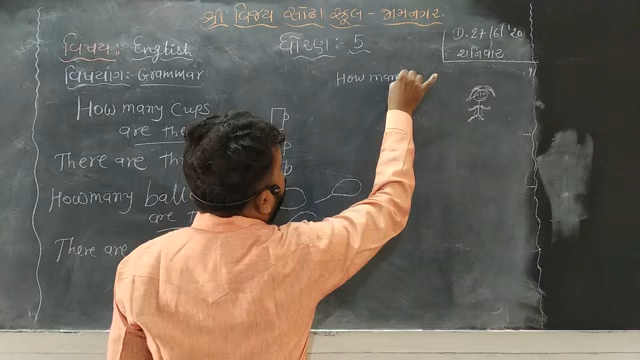 શ્રી વિજય સોઢા સ્કૂલ - જામનગર.
વિષય: English
ધોરણ: 5
D. 27/6/'20
શનિવાર
વિષયાંગ:- Grammar
How many
How many Cups
are the
There are th
How many ball
are t
There are